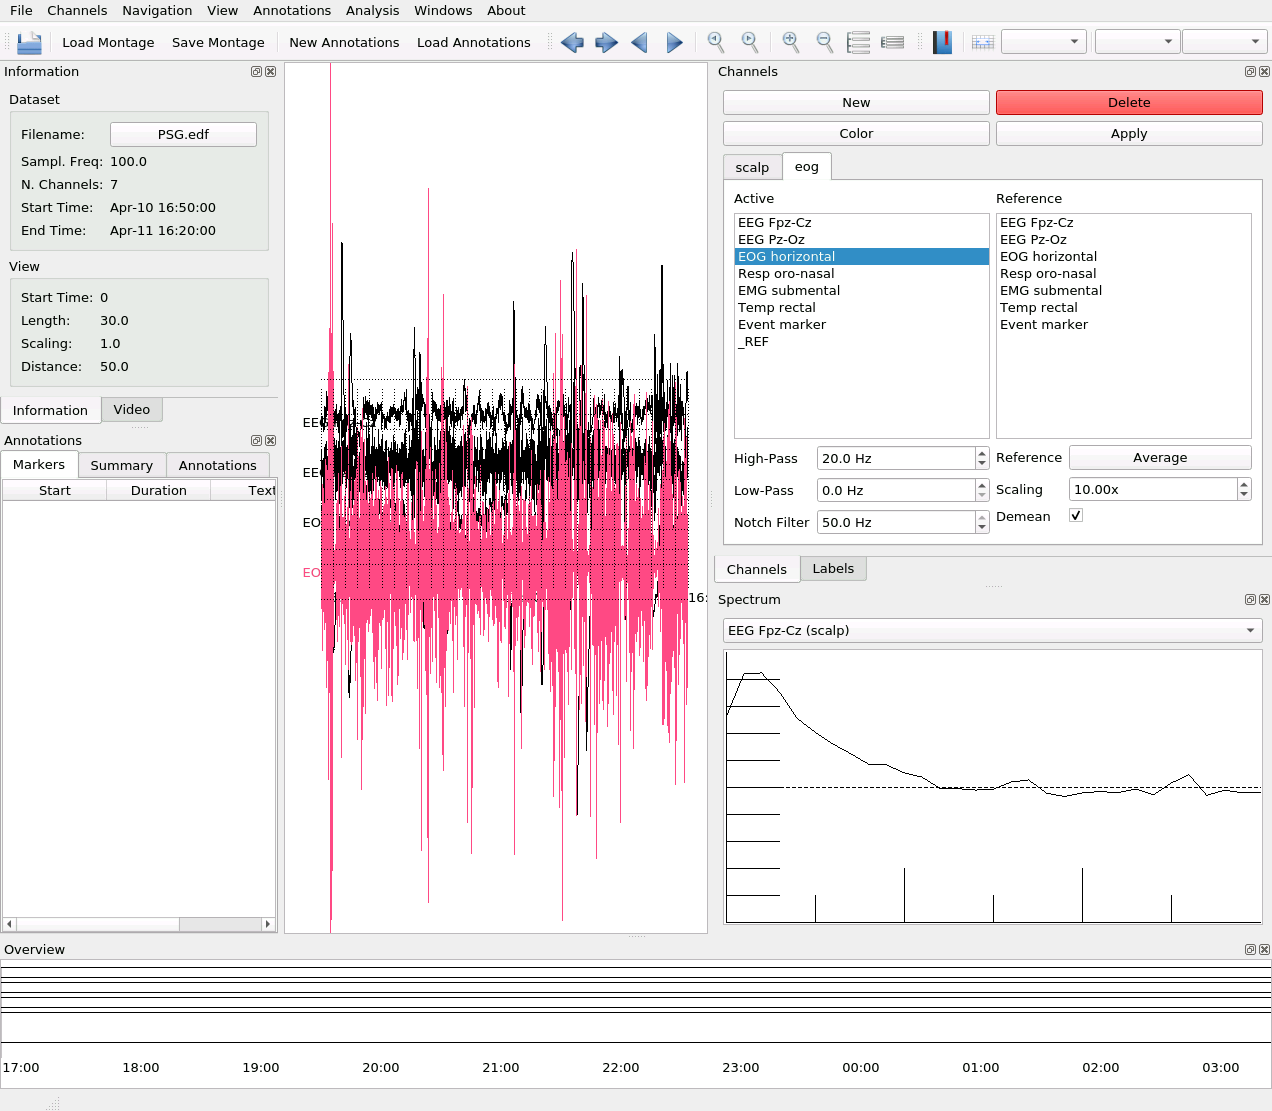 File Channels Navigation View Annotations Analysis Windows About
Load Montage Save Montage New Annotations Load Annotations
Information
Dataset
Filename: PSG.edf
Sampl. Freq: 100.0
N. Channels: 7
Start Time: Apr-10 16:50:00
End Time: Apr-11 16:20:00
View
Start Time: 0
Length: 30.0
Scaling: 1.0
Distance: 50.0
Information Video
Annotations
Markers Summary Annotations
Start Duration Text
EE
EE
EO
EO
16:
Channels
New Delete
Color Apply
scalp eog
Active Reference
EEG Fpz-Cz EEG Fpz-Cz
EEG Pz-Oz EEG Pz-Oz
EOG horizontal EOG horizontal
Resp oro-nasal Resp oro-nasal
EMG submental EMG submental
Temp rectal Temp rectal
Event marker Event marker
_REF
High-Pass 20.0 Hz Reference Average
Low-Pass 0.0 Hz Scaling 10.00x
Notch Filter 50.0 Hz Demean
Channels Labels
Spectrum
EEG Fpz-Cz (scalp)
Overview
17:00 18:00 19:00 20:00 21:00 22:00 23:00 00:00 01:00 02:00 03:00